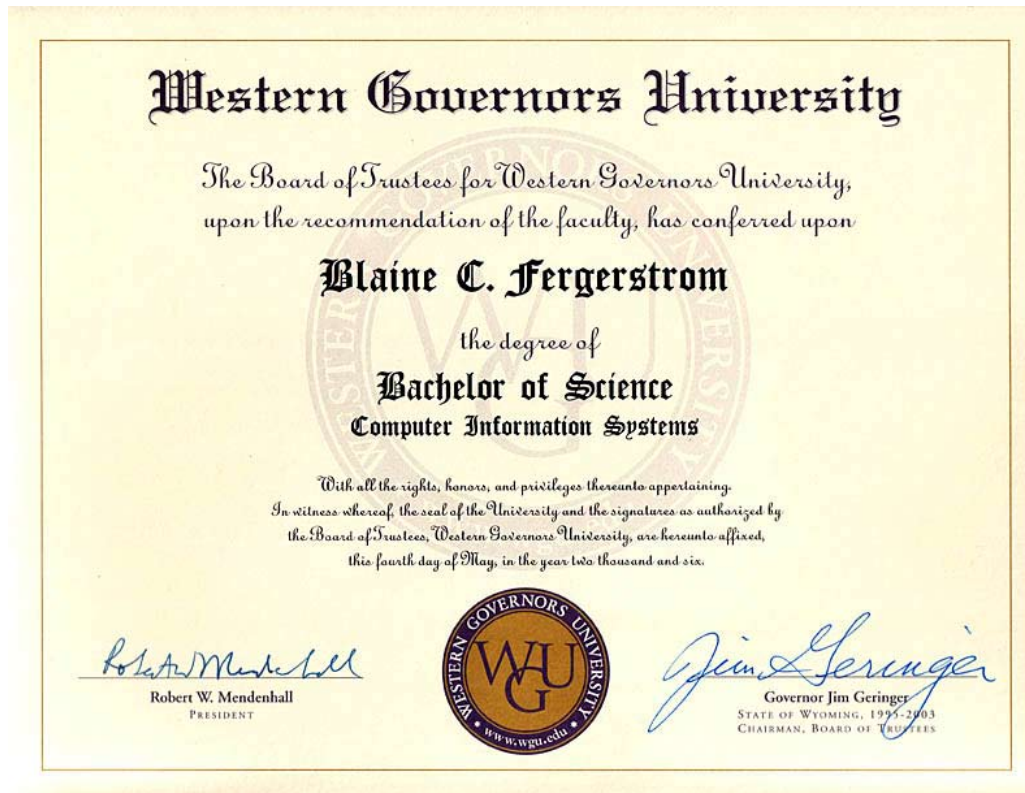 Western Governors University
The Board of Trustees for Western Governors University,
upon the recommendation of the faculty, has conferred upon
Blaine C. Fergerstrom
the degree of
Bachelor of Science
Computer Information Systems
With all the rights, honors, and privileges thereunto appertaining.
In witness whereof, the seal of the University and the signatures as authorized by
the Board of Trustees, Western Governors University, are hereunto affixed,
this fourth day of May, in the year two thousand and six.
WESTERN GOVERNORS UNIVERSITY
WGU
www.wgu.edu
Robert W. Mendenhall
Robert W. Mendenhall
PRESIDENT
Jim Geringer
Governor Jim Geringer
STATE OF WYOMING, 1995-2003
CHAIRMAN, BOARD OF TRUSTEES